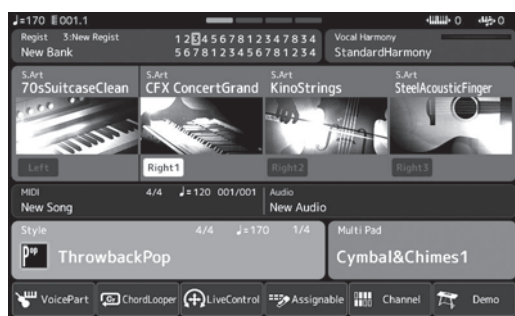 ♩=170 001:1 0 0
Regist 3:New Regist 1 2 3 4 5 6 7 8 1 2 3 4 7 8 3 4
New Bank 5 6 7 8 1 2 3 4 5 6 7 8 1 2 3 4
Vocal Harmony
StandardHarmony
S.Art S.Art S.Art S.Art
70sSuitcaseClean CFX ConcertGrand KinoStrings SteelAcousticFinger
Left Right1 Right2 Right3
MIDI 4/4 ♩=120 001/001
New Song
Audio
New Audio
Style 4/4 ♩=170 1/4
Pop ThrowbackPop
Multi Pad
Cymbal&Chimes1
VoicePart ChordLooper LiveControl Assignable Channel Demo